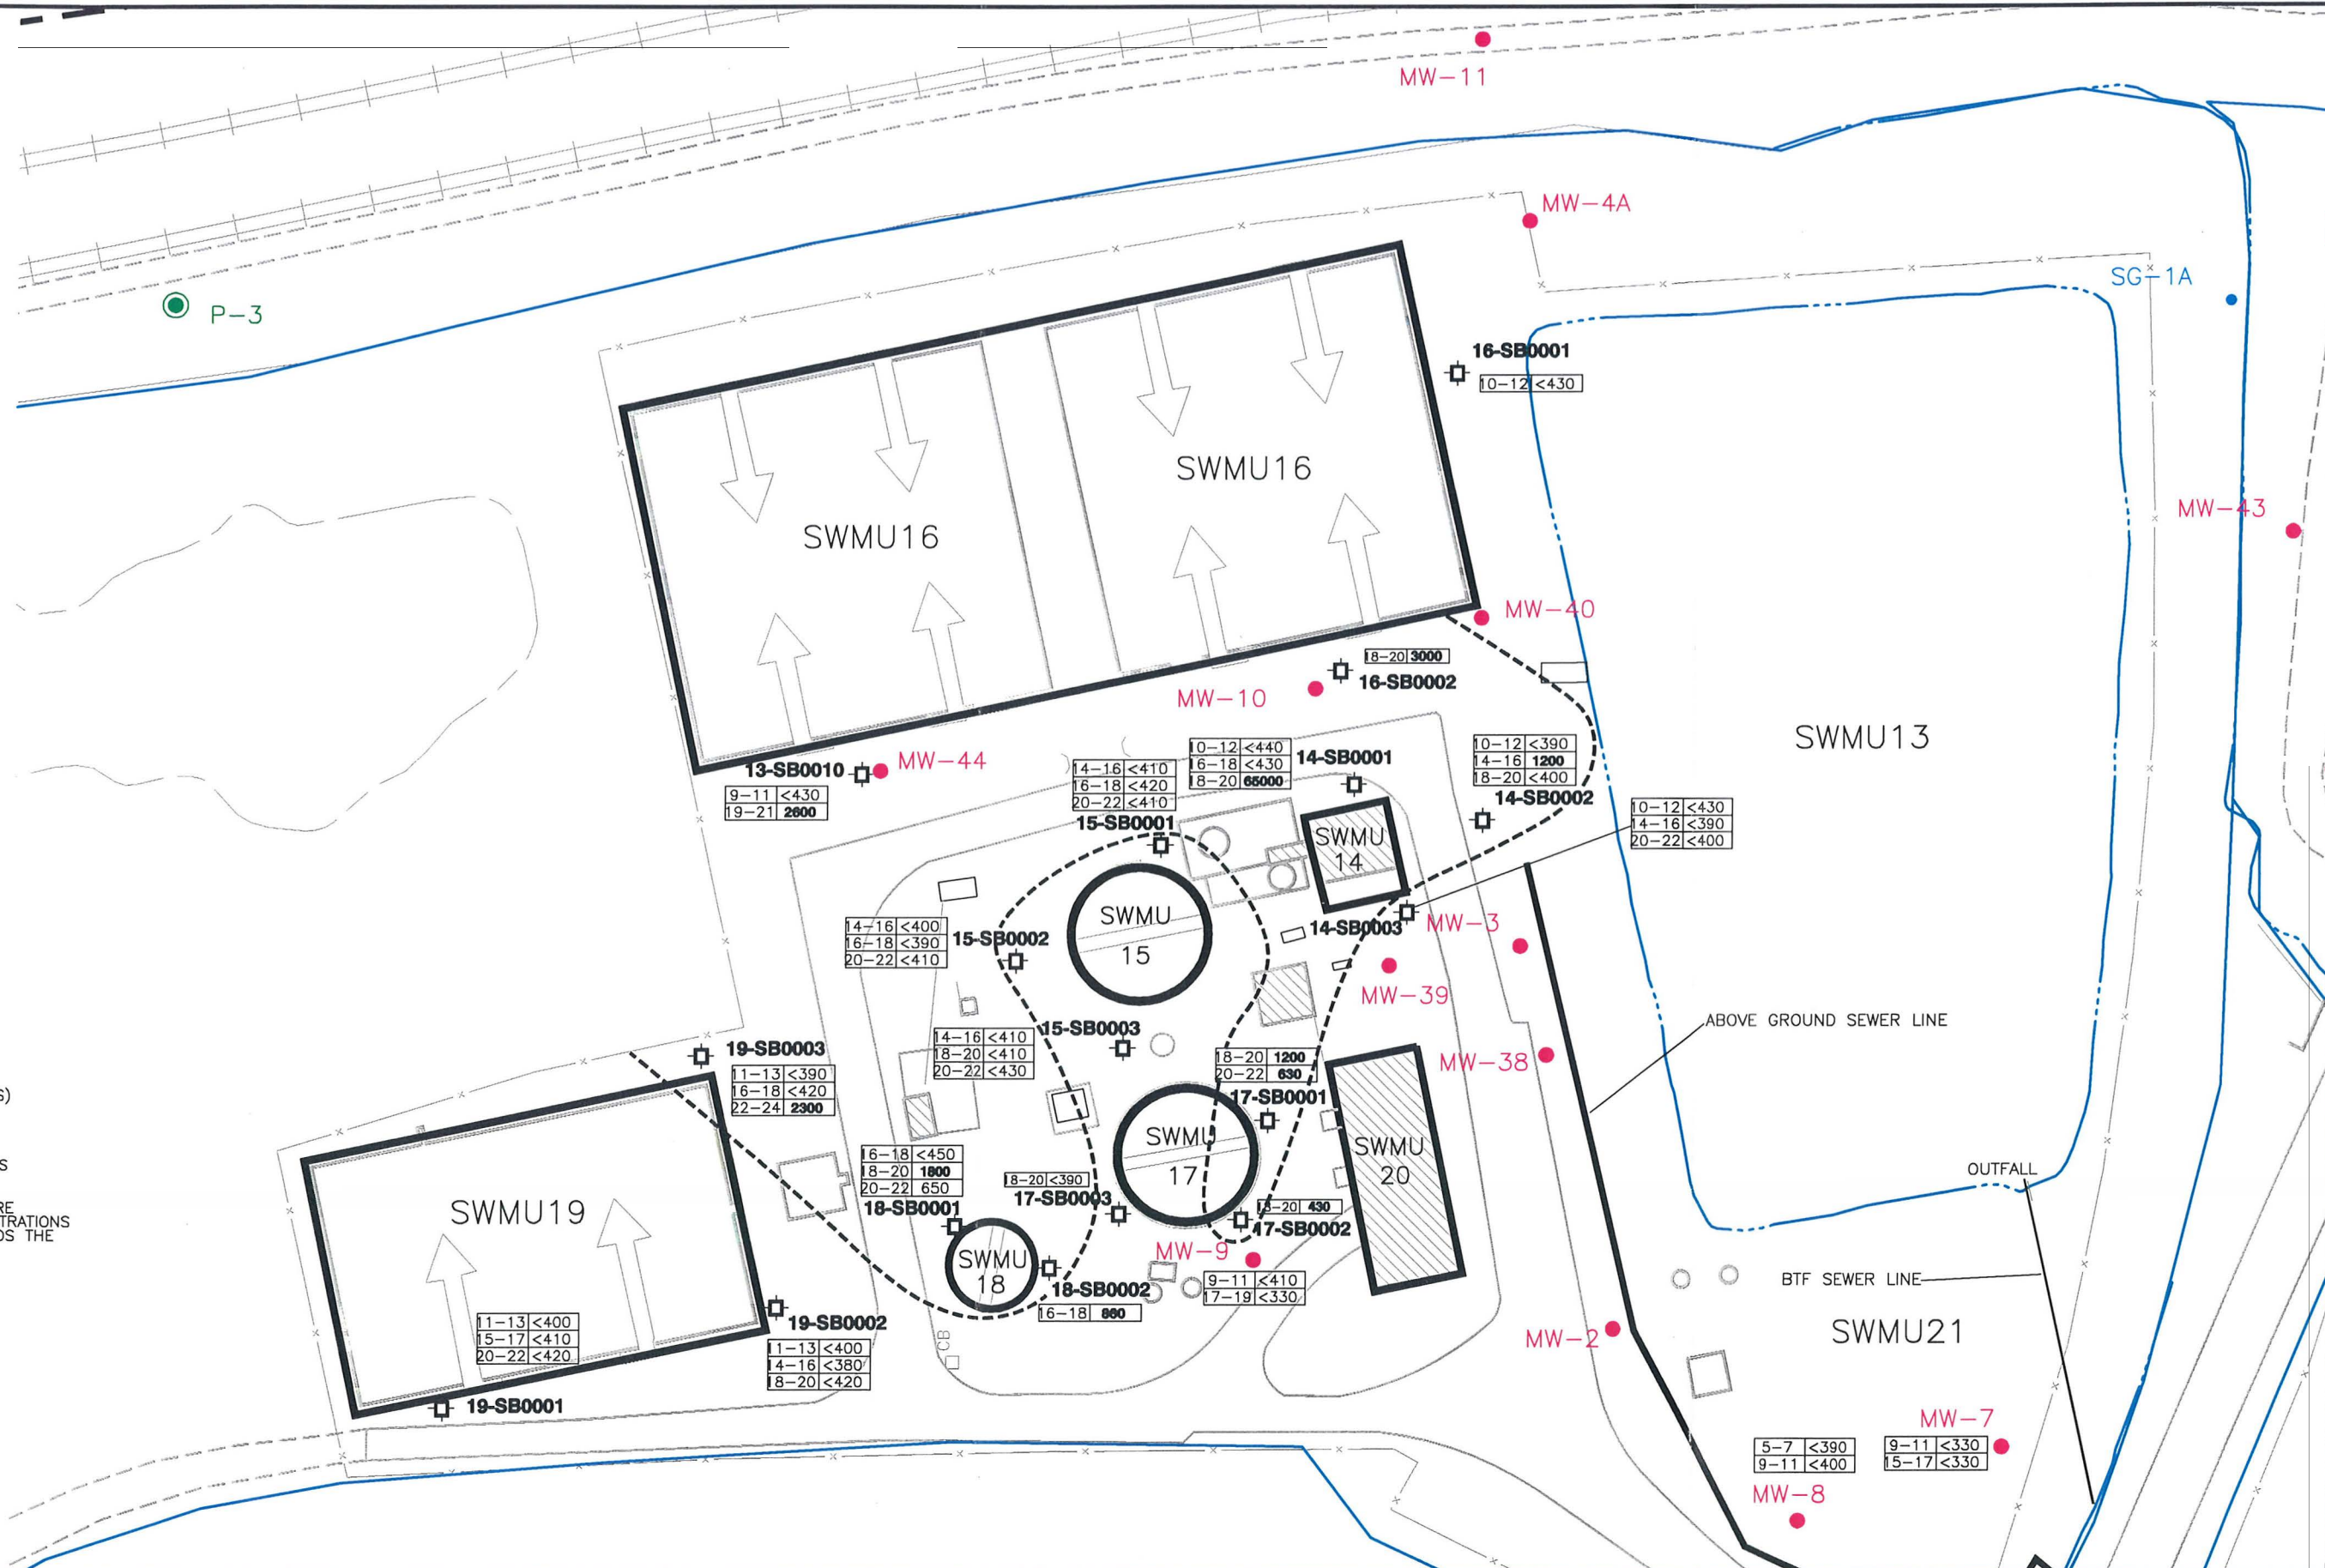 MW-11
MW-4A
SG-1A
P-3
16-SB0001
10-12 <430
MW-43
SWMU16
SWMU16
MW-40
18-20 3000
16-SB0002
MW-10
SWMU13
13-SB0010
MW-44
9-11 <430
19-21 2600
14-16 <410
16-18 <420
20-22 <410
15-SB0001
10-12 <440
16-18 <430
18-20 65000
14-SB0001
10-12 <390
14-16 1200
18-20 <400
14-SB0002
10-12 <430
14-16 <390
20-22 <400
SWMU
14
SWMU
15
14-16 <400
16-18 <390
20-22 <410
15-SB0002
14-SB0003
MW-3
MW-39
15-SB0003
14-16 <410
18-20 <410
20-22 <430
ABOVE GROUND SEWER LINE
MW-38
19-SB0003
11-13 <390
16-18 <420
22-24 2300
18-20 1200
20-22 630
17-SB0001
S)
SWMU
17
SWMU
20
S
16-18 <450
18-20 1800
20-22 650
18-SB0001
18-20 <390
17-SB0003
18-20 430
17-SB0002
OUTFALL
RE
TRATIONS
DS THE
SWMU19
MW-9
SWMU
18
9-11 <410
17-19 <330
18-SB0002
16-18 860
BTF SEWER LINE
SWMU21
MW-2
11-13 <400
15-17 <410
20-22 <420
19-SB0002
11-13 <400
14-16 <380
18-20 <420
CB
19-SB0001
MW-7
5-7 <390
9-11 <400
9-11 <330
15-17 <330
MW-8